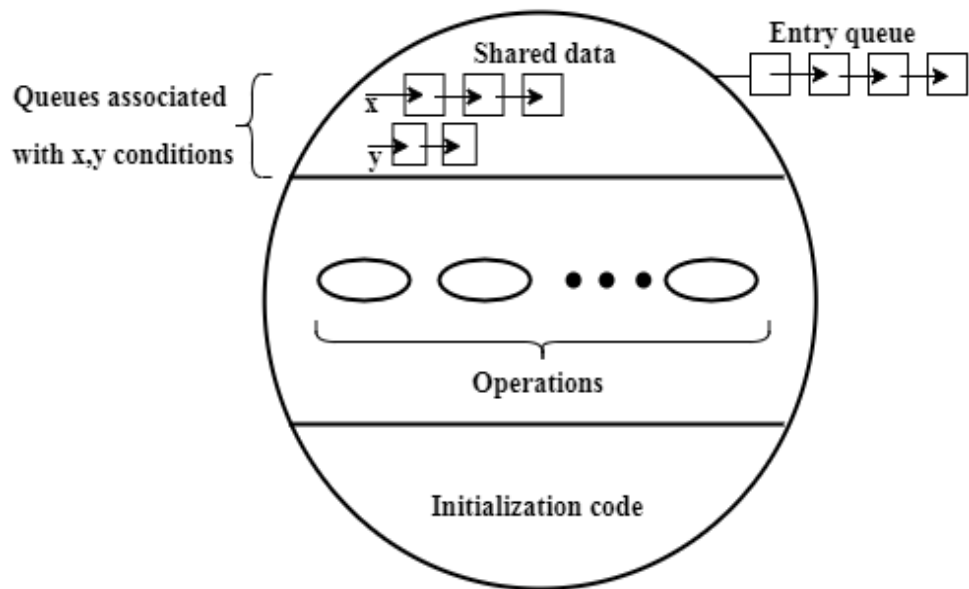 Entry queue
Shared data
Queues associated
with x,y conditions
x
y
Operations
Initialization code